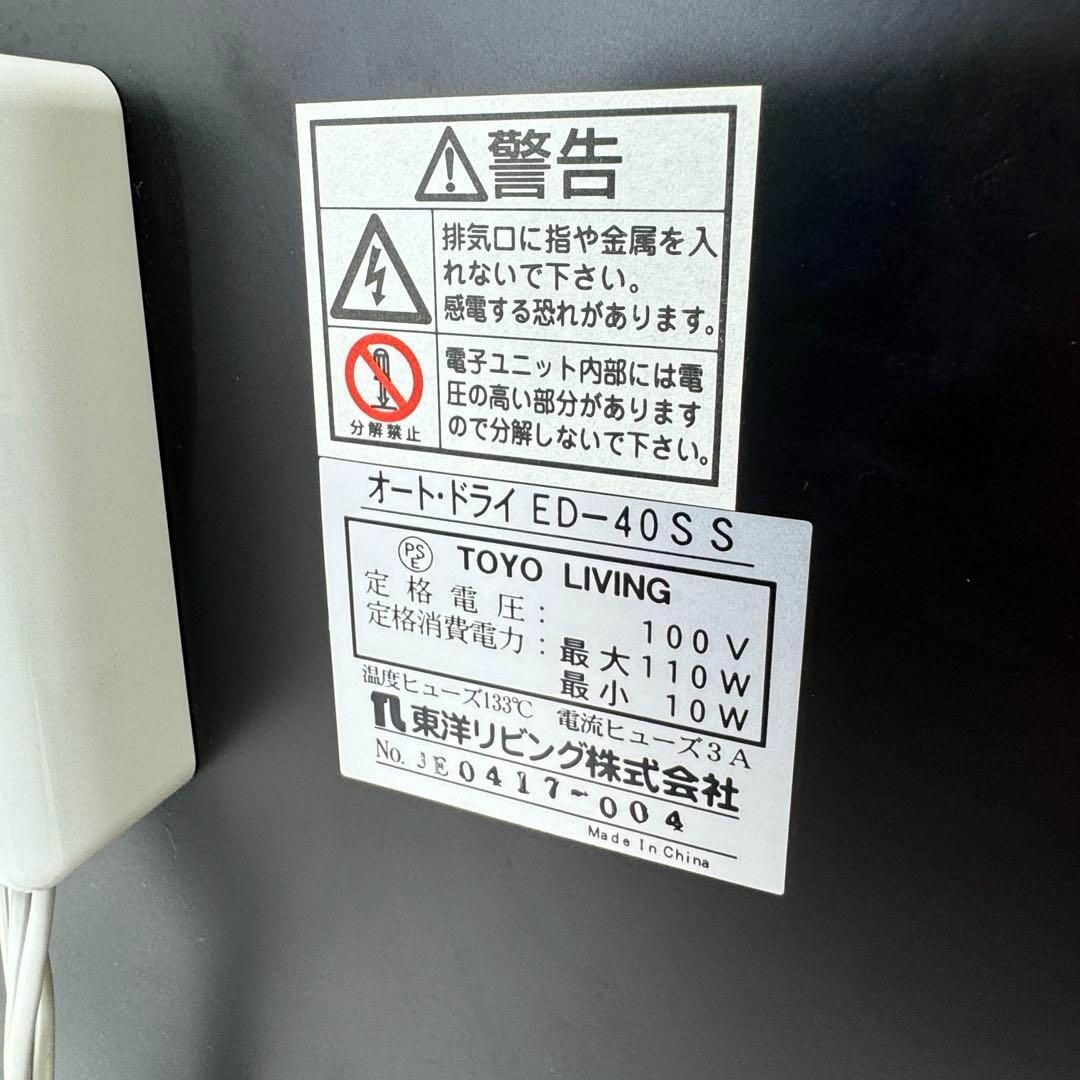 警告
排気口に指や金属を入
れないで下さい。
感電する恐れがあります。
分解禁止
電子ユニット内部には電
圧の高い部分があります
ので分解しないで下さい。
オート・ドライ ED-40SS
PSE TOYO LIVING
定格電圧: 100V
定格消費電力: 最大110W
最小 10W
温度ヒューズ133℃ 電流ヒューズ3A
東洋リビング株式会社
No. JE0417-004
Made In China